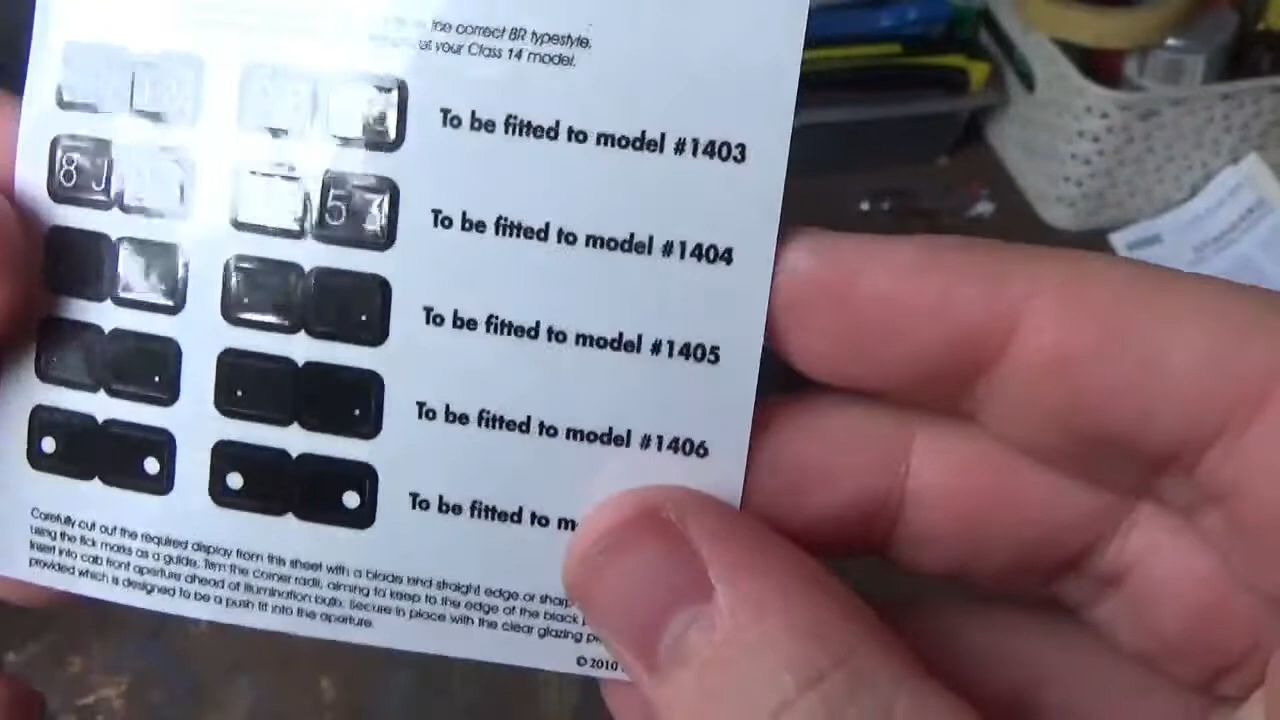 the correct BR typestyle,
at your Class 14 model.
To be fitted to model #1403
8J
5
To be fitted to model #1404
To be fitted to model #1405
To be fitted to model #1406
To be fitted to m
Carefully cut out the required display from this sheet with a blade and straight edge or sharp
using the tick marks as a guide. Trim the corner radii, aiming to keep to the edge of the black
Insert into cab front aperture ahead of illumination bulb. Secure in place with the clear glazing
provided which is designed to be a push fit into the aperture.
© 2010